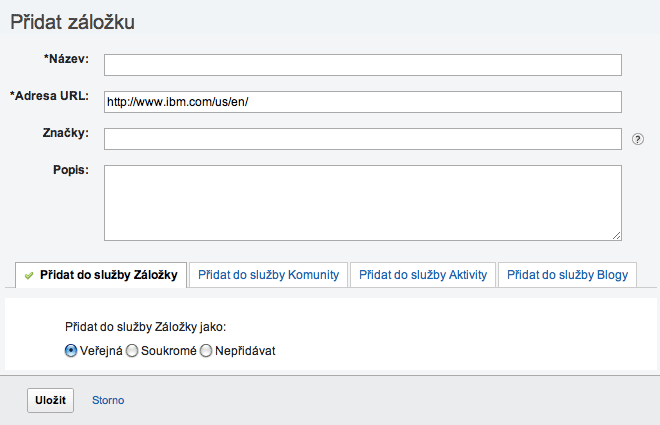 Přidat záložku
*Název:
*Adresa URL: http://www.ibm.com/us/en/
Značky: ?
Popis:
Přidat do služby Záložky Přidat do služby Komunity Přidat do služby Aktivity Přidat do služby Blogy
Přidat do služby Záložky jako:
Veřejná Soukromé Nepřidávat
Uložit Storno